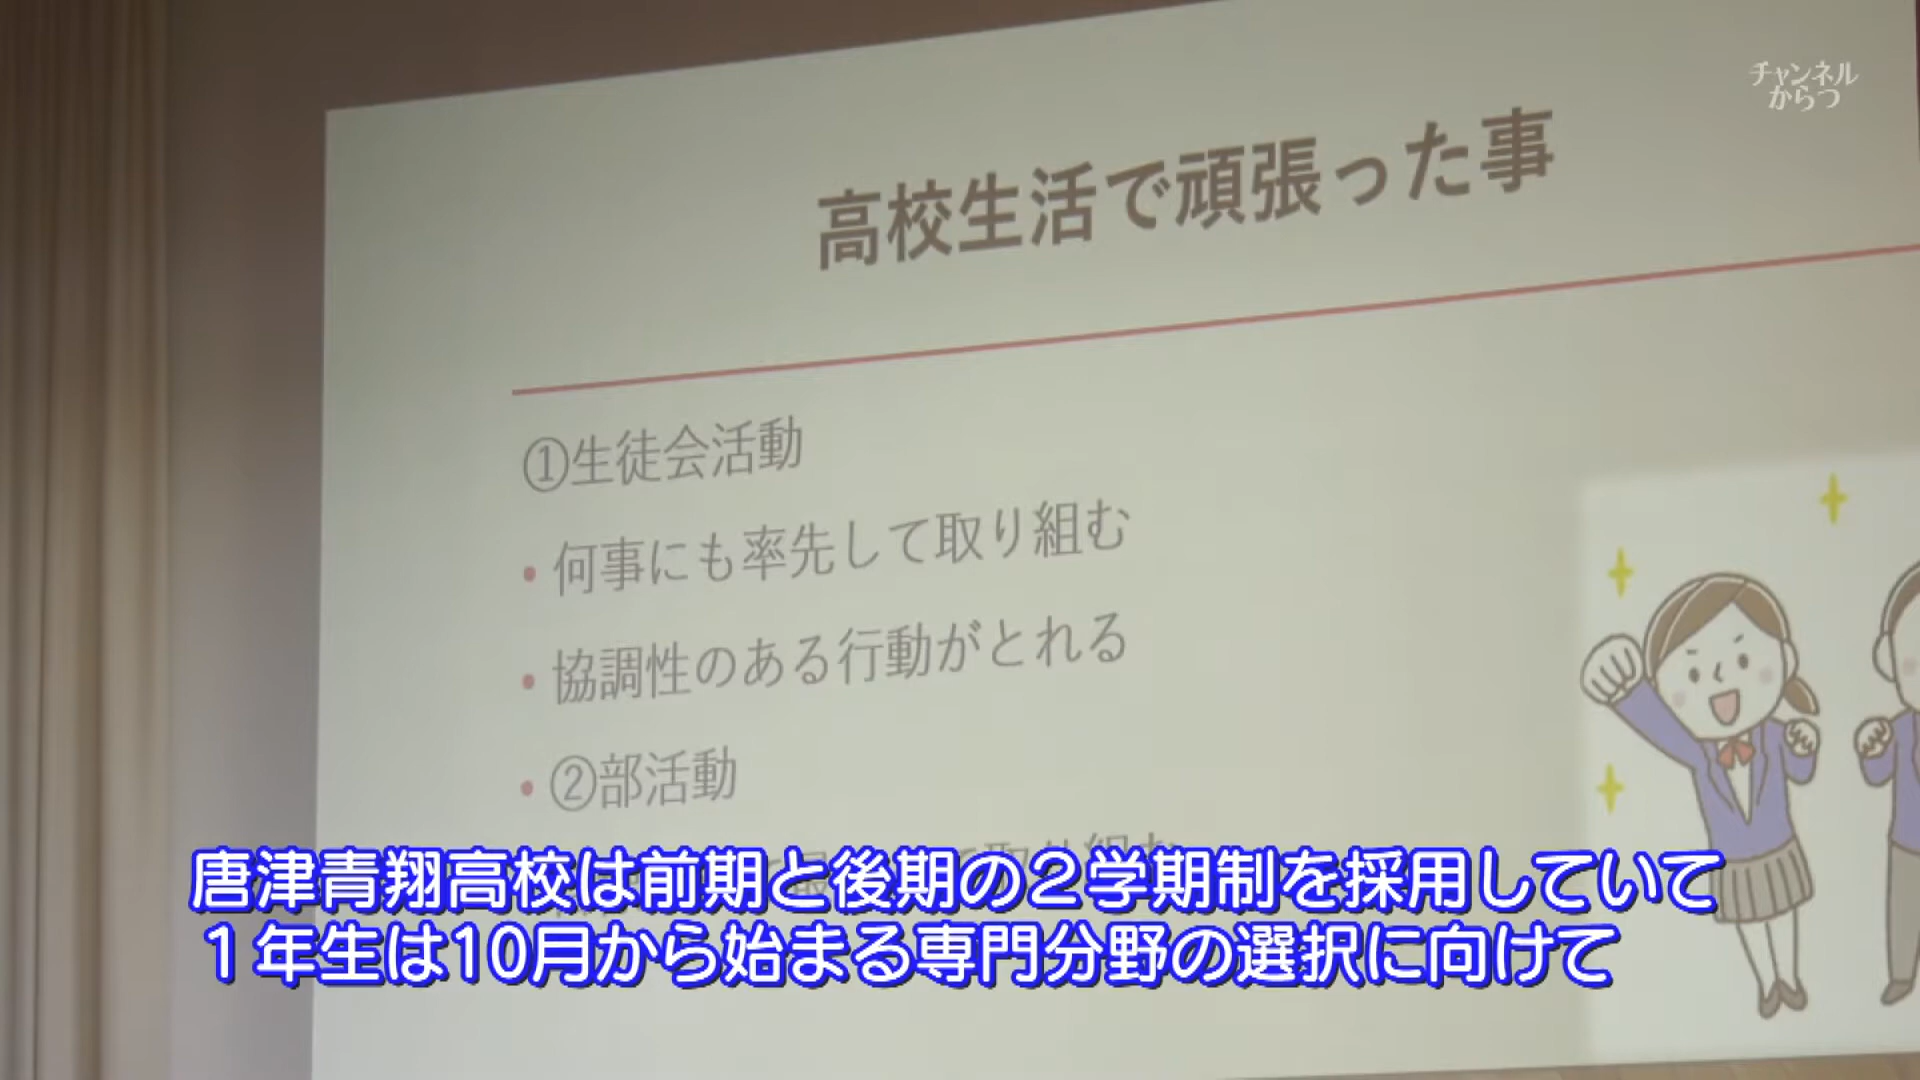 チャンネル
からつ
高校生活で頑張った事
①生徒会活動
・何事にも率先して取り組む
・協調性のある行動がとれる
・②部活動
取り組む
唐津青翔高校は前期と後期の２学期制を採用していて
１年生は10月から始まる専門分野の選択に向けて